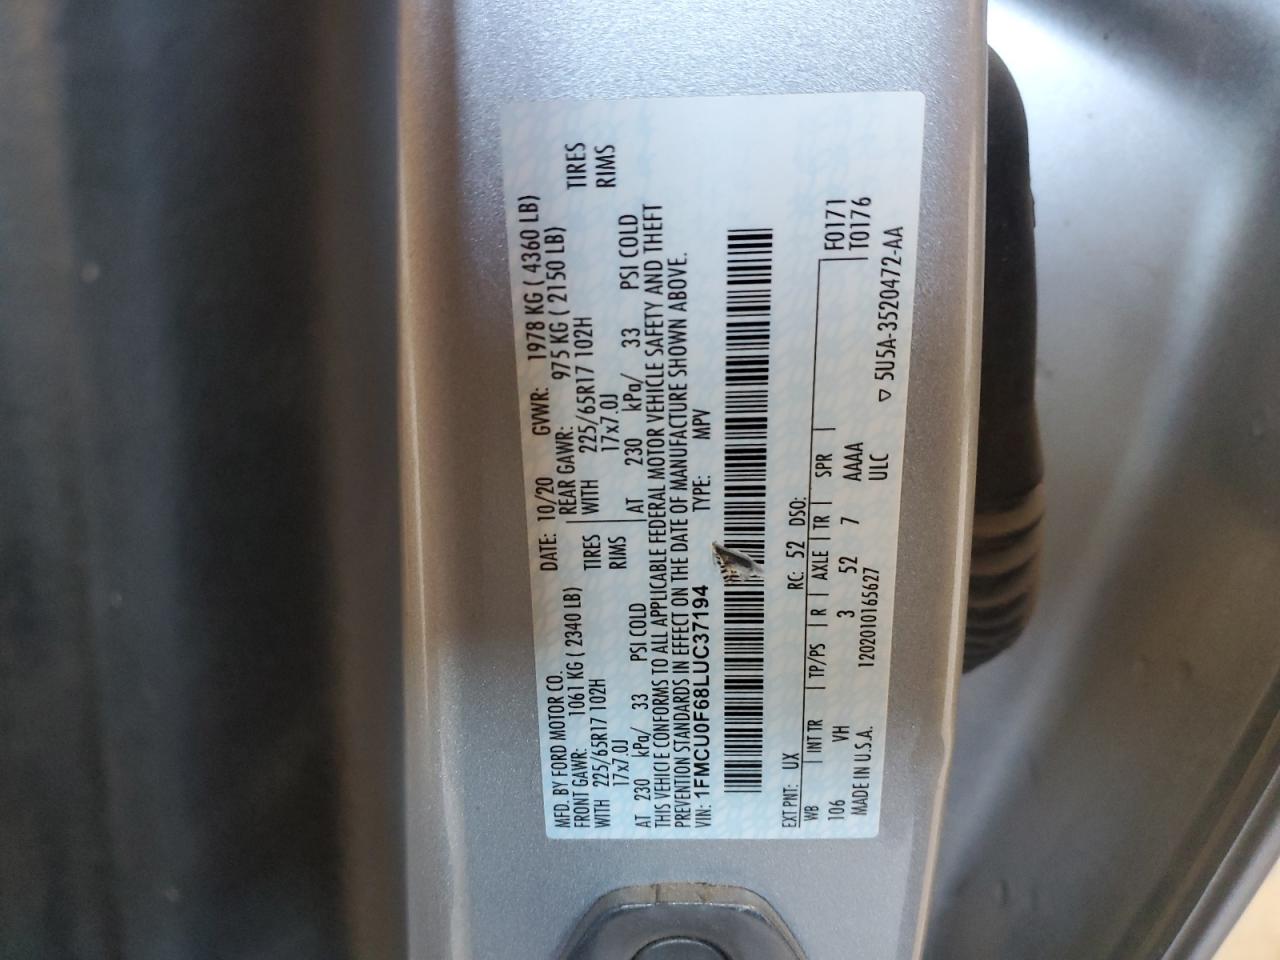 MFD. BY FORD MOTOR CO.
DATE: 10/20 GVWR: 1978 KG ( 4360 LB)
FRONT GAWR: 1061 KG ( 2340 LB) REAR GAWR: 975 KG ( 2150 LB)
WITH 225/65R17 102H TIRES WITH 225/65R17 102H TIRES
17x7.0J RIMS 17x7.0J RIMS
AT 230 kPa/ 33 PSI COLD AT 230 kPa/ 33 PSI COLD
THIS VEHICLE CONFORMS TO ALL APPLICABLE FEDERAL MOTOR VEHICLE SAFETY AND THEFT
PREVENTION STANDARDS IN EFFECT ON THE DATE OF MANUFACTURE SHOWN ABOVE.
VIN: 1FMCU0F68LUC37194 TYPE: MPV
EXT PNT: UX RC: 52 DSO:
WB INT TR TP/PS R AXLE TR SPR F0171
106 VH 3 52 7 AAAA T0176
MADE IN U.S.A. 120201016562​7 ULC
▽ 5U5A-3520472-AA